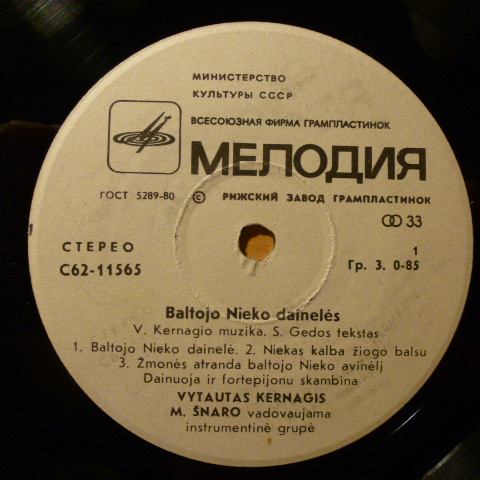 МИНИСТЕРСТВО
КУЛЬТУРЫ СССР
ВСЕСОЮЗНАЯ ФИРМА ГРАМПЛАСТИНОК
МЕЛОДИЯ
ГОСТ 5289-80 © РИЖСКИЙ ЗАВОД ГРАМПЛАСТИНОК
33
СТЕРЕО 1
С62-11565 Гр. 3. 0-85
Baltojo Nieko dainelės
V. Kernagio muzika. S. Gedos tekstas
1. Baltojo Nieko dainelė. 2. Niekas kalba žiogo balsu
3. Žmonės atranda baltojo Nieko avinėlį
Dainuoja ir fortepijonu skambina
VYTAUTAS KERNAGIS
M. ŠNARO vadovaujama
instrumentinė grupė